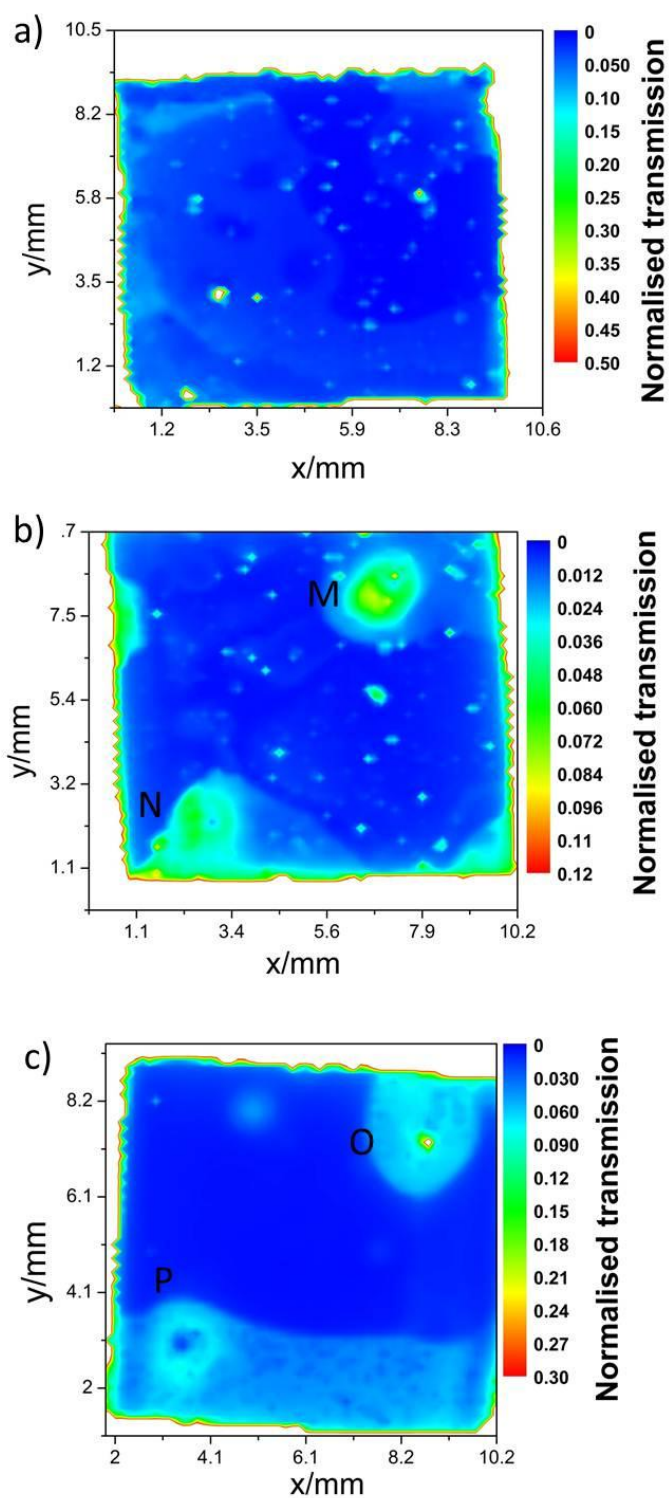 a)
10.5
8.2
5.8
3.5
1.2
y/mm
1.2 3.5 5.9 8.3 10.6
x/mm
0
0.050
0.10
0.15
0.20
0.25
0.30
0.35
0.40
0.45
0.50
Normalised transmission
b)
.7
7.5
5.4
3.2
1.1
y/mm
M
N
1.1 3.4 5.6 7.9 10.2
x/mm
0
0.012
0.024
0.036
0.048
0.060
0.072
0.084
0.096
0.11
0.12
Normalised transmission
c)
8.2
6.1
4.1
2
y/mm
O
P
2 4.1 6.1 8.2 10.2
x/mm
0
0.030
0.060
0.090
0.12
0.15
0.18
0.21
0.24
0.27
0.30
Normalised transmission